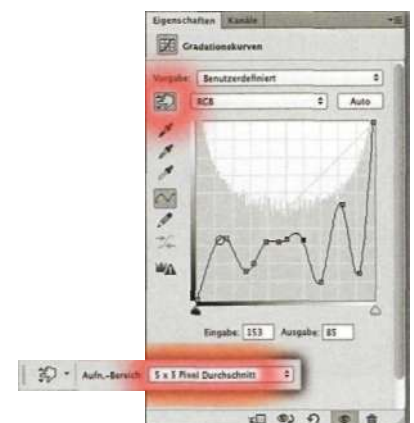 Eigenschaften Kanäle
Gradationskurven
Vorgabe: Benutzerdefiniert
RGB Auto
Eingabe: 153 Ausgabe: 85
Aufn.-Bereich: 5 x 5 Pixel Durchschnitt